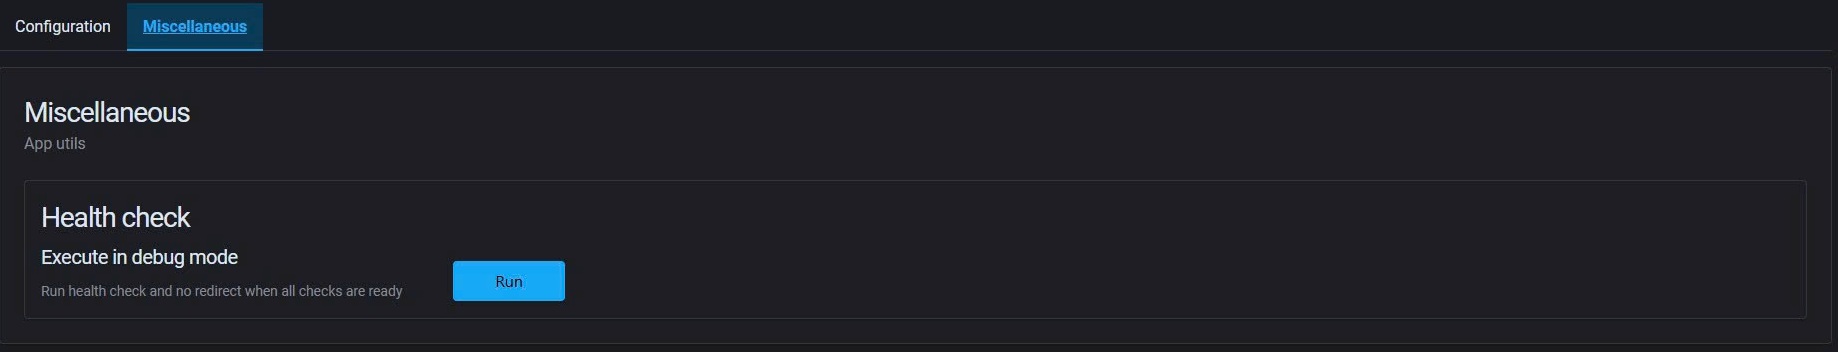 Configuration
Miscellaneous
Miscellaneous
App utils
Health check
Execute in debug mode
Run health check and no redirect when all checks are ready
Run